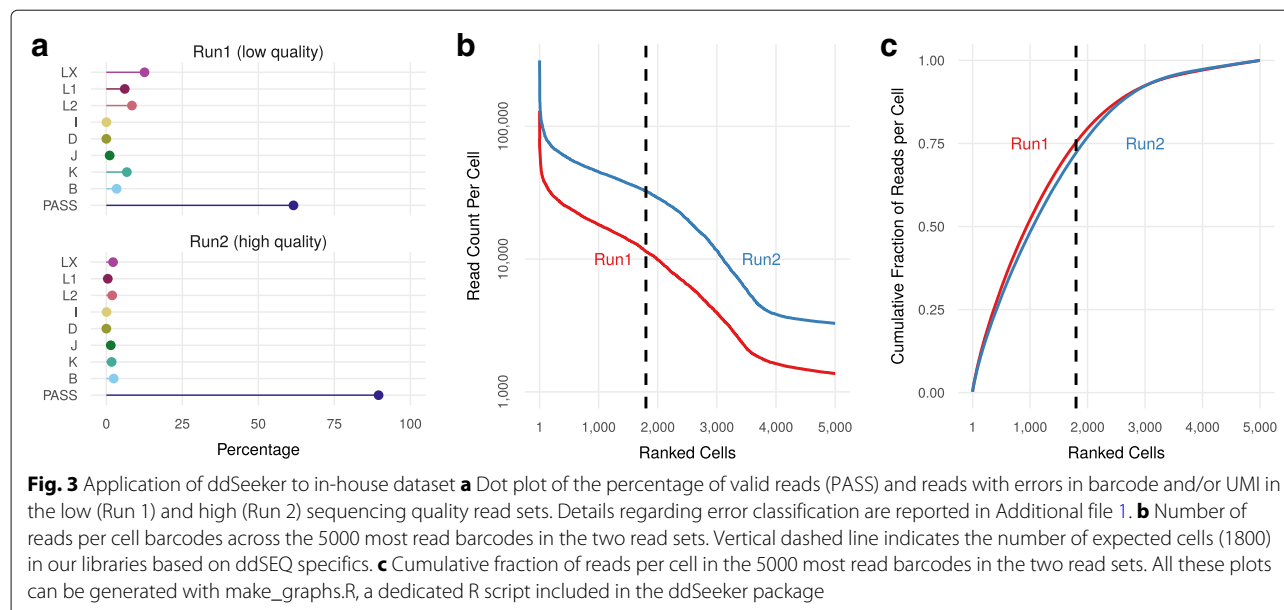 a
Run1 (low quality)
LX
L1
L2
I
D
J
K
B
PASS
Run2 (high quality)
LX
L1
L2
I
D
J
K
B
PASS
0 25 50 75 100
Percentage
b
Read Count Per Cell
100,000
10,000
1,000
Run1
Run2
1 1,000 2,000 3,000 4,000 5,000
Ranked Cells
c
Cumulative Fraction of Reads per Cell
1.00
0.75
0.50
0.25
0.00
Run1
Run2
1 1,000 2,000 3,000 4,000 5,000
Ranked Cells
Fig. 3 Application of ddSeeker to in-house dataset a Dot plot of the percentage of valid reads (PASS) and reads with errors in barcode and/or UMI in
the low (Run 1) and high (Run 2) sequencing quality read sets. Details regarding error classification are reported in Additional file 1. b Number of
reads per cell barcodes across the 5000 most read barcodes in the two read sets. Vertical dashed line indicates the number of expected cells (1800)
in our libraries based on ddSEQ specifics. c Cumulative fraction of reads per cell in the 5000 most read barcodes in the two read sets. All these plots
can be generated with make_graphs.R, a dedicated R script included in the ddSeeker package